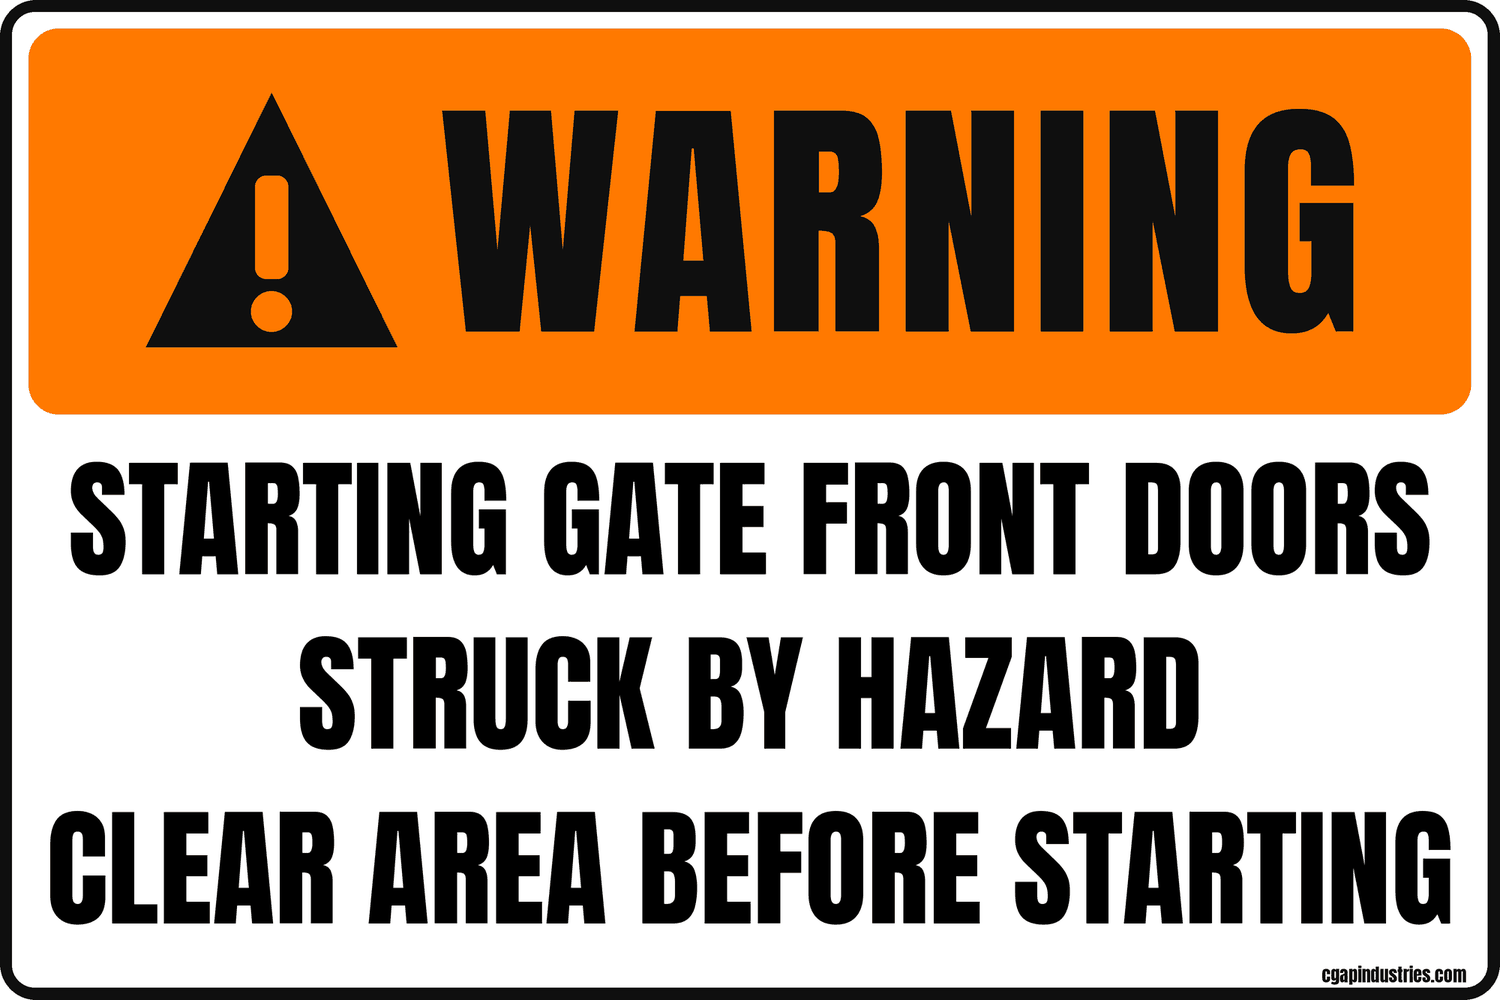 WARNING
STARTING GATE FRONT DOORS
STRUCK BY HAZARD
CLEAR AREA BEFORE STARTING
cgapindustries.com